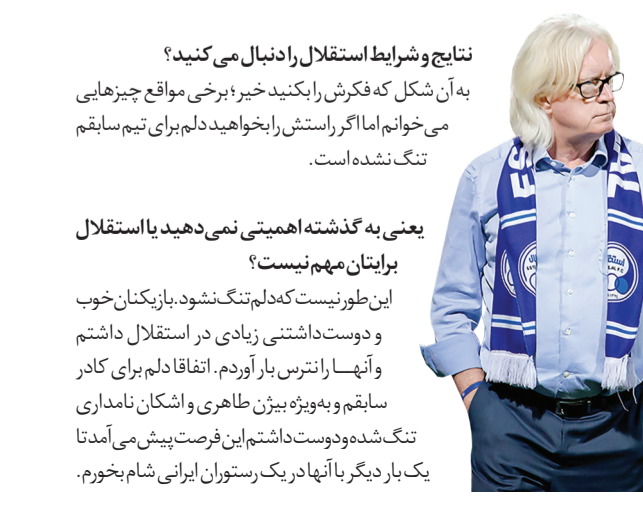 نتایج و شرایط استقلال را دنبال می‌کنید؟
به آن شکل که فکرش را بکنید خیر؛ برخی مواقع چیزهایی
می‌خوانم اما اگر راستش را بخواهید دلم برای تیم سابقم
تنگ نشده است.
یعنی به گذشته اهمیتی نمی‌دهید یا استقلال
برایتان مهم نیست؟
این‌طور نیست که دلم تنگ نشود. بازیکنان خوب
و دوست‌داشتنی زیادی در استقلال داشتم
و آنهـــا را نترس بار آوردم. اتفاقا دلم برای کادر
سابقم و به‌ویژه بیژن طاهری و اشکان نامداری
تنگ شده و دوست داشتم این فرصت پیش می‌آمد تا
یک بار دیگر با آنها در یک رستوران ایرانی شام بخورم.